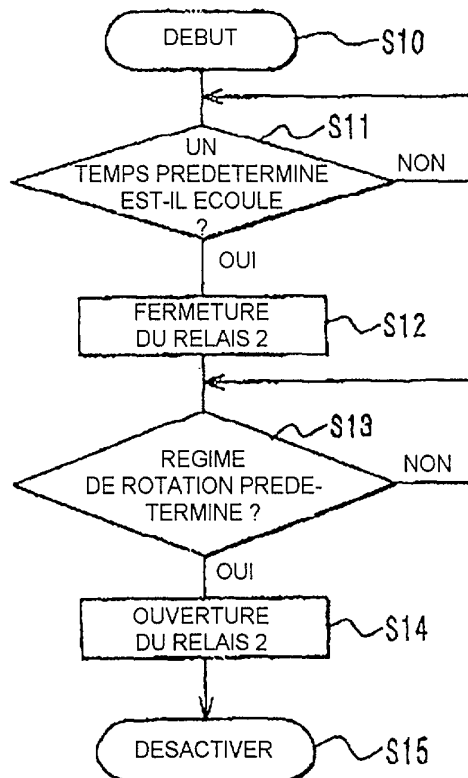 DEBUT
S10
S11
UN
TEMPS PREDETERMINE
EST-IL ECOULE
?
NON
OUI
FERMETURE
DU RELAIS 2
S12
S13
REGIME
DE ROTATION PREDE-
TERMINE ?
NON
OUI
OUVERTURE
DU RELAIS 2
S14
DESACTIVER
S15